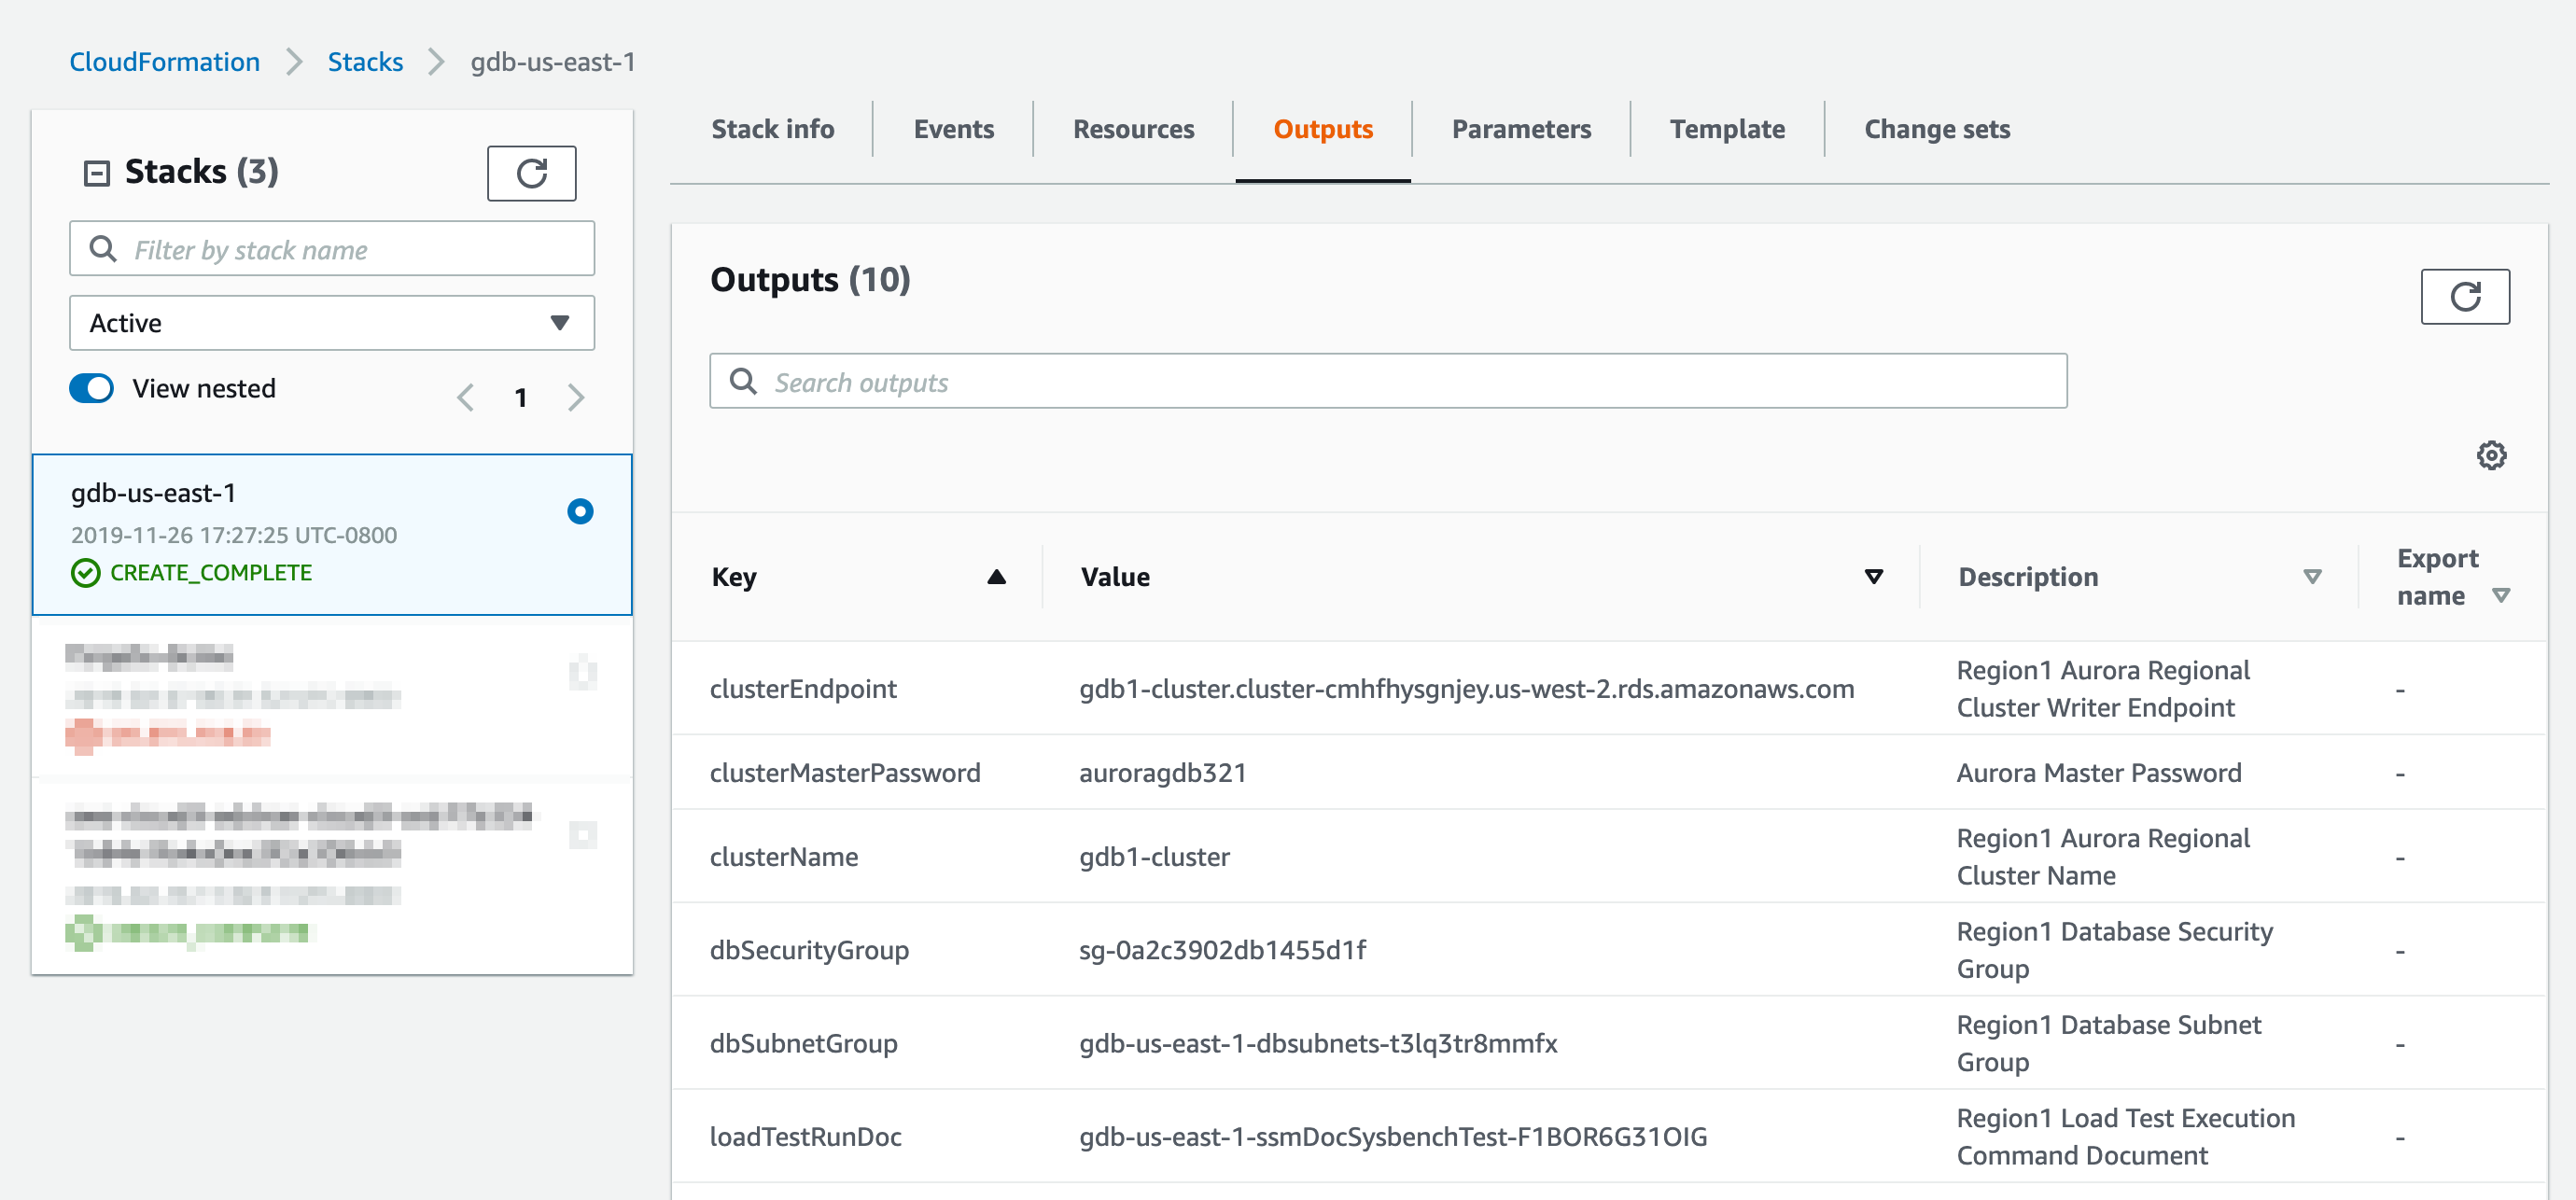 CloudFormation > Stacks > gdb-us-east-1
Stacks (3)
Filter by stack name
Active
View nested
1
gdb-us-east-1
2019-11-26 17:27:25 UTC-0800
CREATE_COMPLETE
Stack info Events Resources Outputs Parameters Template Change sets
Outputs (10)
Search outputs
Key Value Description Export name
clusterEndpoint gdb1-cluster.cluster-cmhfhysgnjey.us-west-2.rds.amazonaws.com Region1 Aurora Regional
Cluster Writer Endpoint -
clusterMasterPassword auroragdb321 Aurora Master Password -
clusterName gdb1-cluster Region1 Aurora Regional
Cluster Name -
dbSecurityGroup sg-0a2c3902db1455d1f Region1 Database Security
Group -
dbSubnetGroup gdb-us-east-1-dbsubnets-t3lq3tr8mmfx Region1 Database Subnet
Group -
loadTestRunDoc gdb-us-east-1-ssmDocSysbenchTest-F1BOR6G31OIG Region1 Load Test Execution
Command Document -